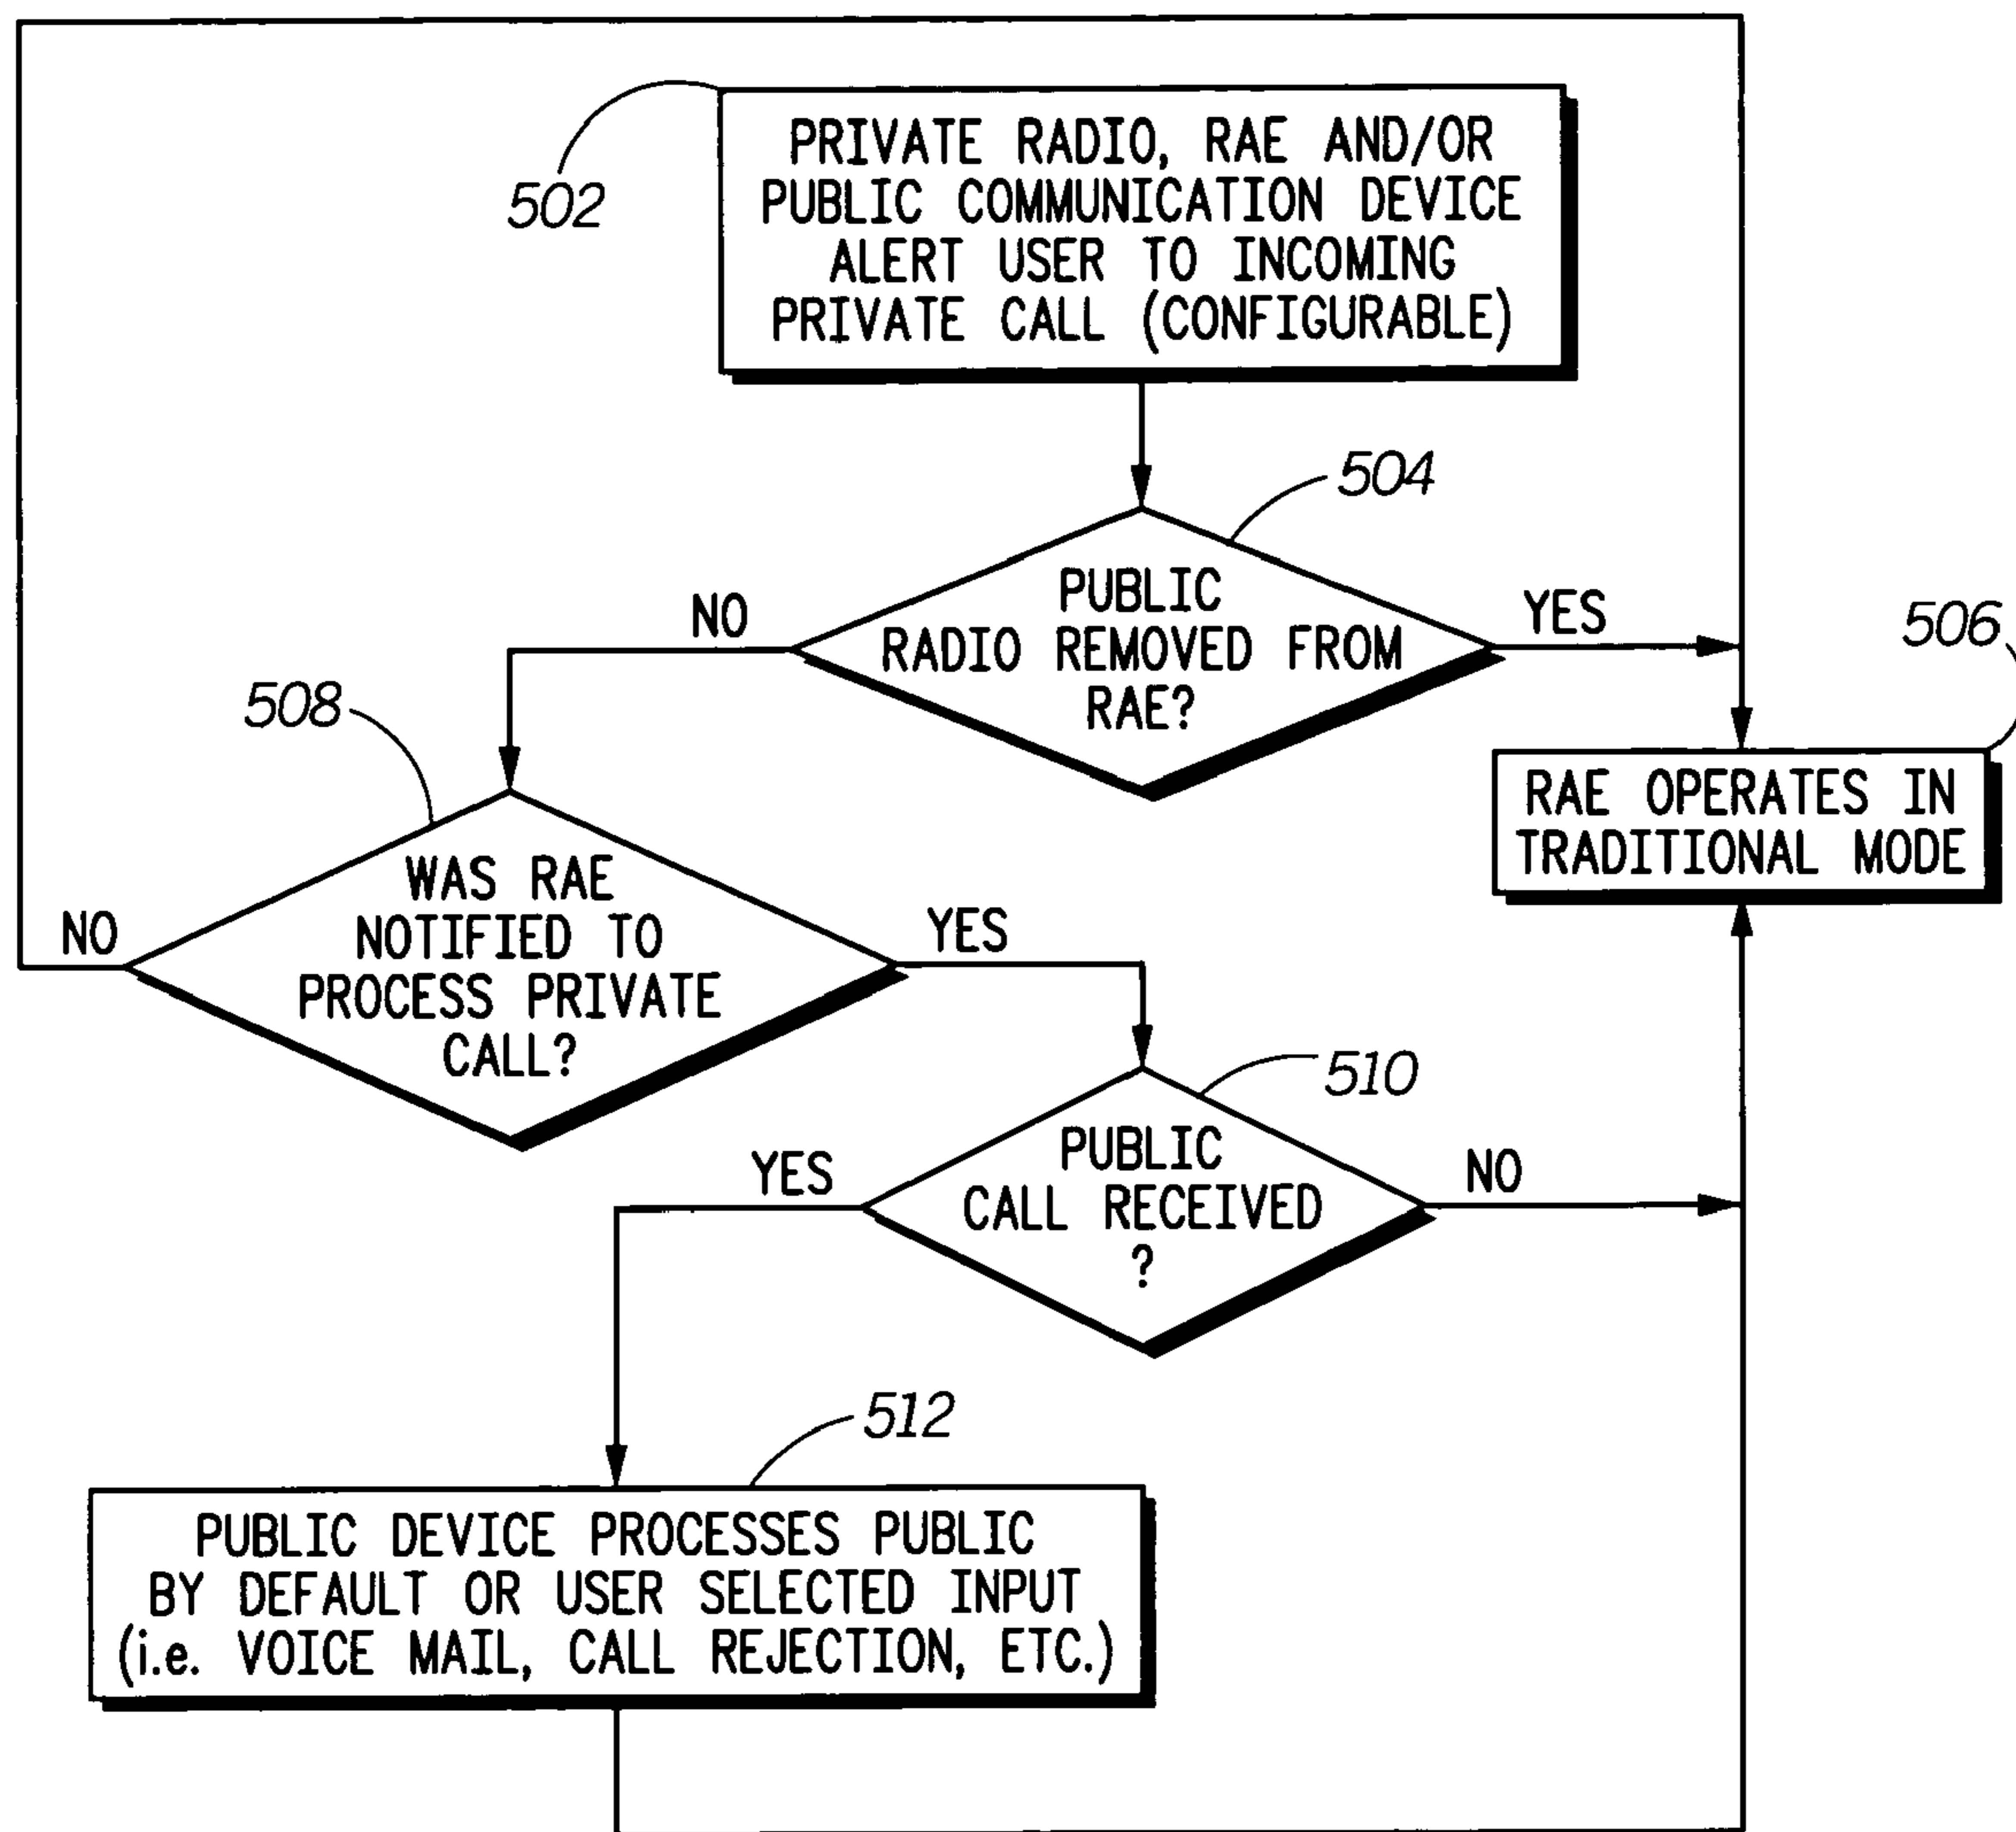 502
PRIVATE RADIO, RAE AND/OR
PUBLIC COMMUNICATION DEVICE
ALERT USER TO INCOMING
PRIVATE CALL (CONFIGURABLE)
504
PUBLIC
RADIO REMOVED FROM
RAE?
NO
YES
506
RAE OPERATES IN
TRADITIONAL MODE
508
WAS RAE
NOTIFIED TO
PROCESS PRIVATE
CALL?
NO
YES
510
PUBLIC
CALL RECEIVED
?
YES
NO
512
PUBLIC DEVICE PROCESSES PUBLIC
BY DEFAULT OR USER SELECTED INPUT
(i.e. VOICE MAIL, CALL REJECTION, ETC.)